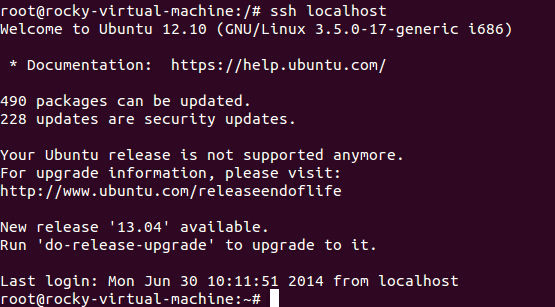 root@rocky-virtual-machine:/# ssh localhost
Welcome to Ubuntu 12.10 (GNU/Linux 3.5.0-17-generic i686)
* Documentation:  https://help.ubuntu.com/
490 packages can be updated.
228 updates are security updates.
Your Ubuntu release is not supported anymore.
For upgrade information, please visit:
http://www.ubuntu.com/releaseendoflife
New release '13.04' available.
Run 'do-release-upgrade' to upgrade to it.
Last login: Mon Jun 30 10:11:51 2014 from localhost
root@rocky-virtual-machine:~#